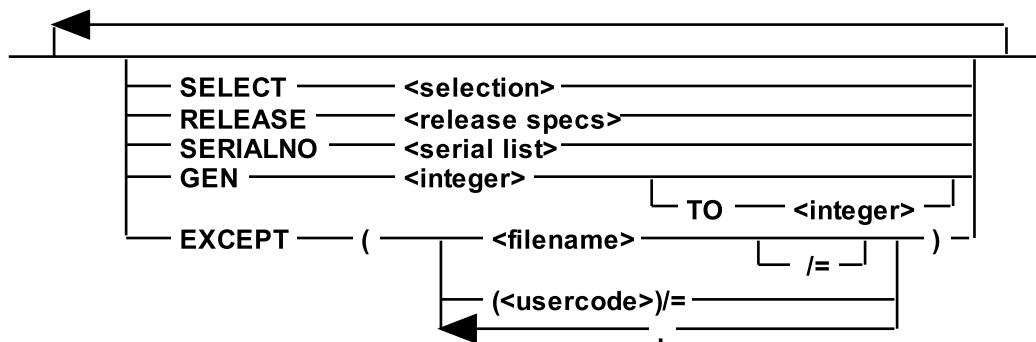 SELECT <selection>
RELEASE <release specs>
SERIALNO <serial list>
GEN <integer>
TO <integer>
EXCEPT ( <filename> )
/=
(<usercode>)/=